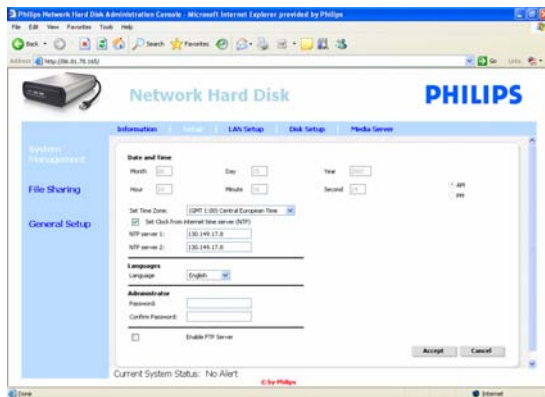 Philips Network Hard Disk Administration Console - Microsoft Internet Explorer provided by Philips
File Edit View Favorites Tools Help
Back Search Favorites
Address Go Links
Network Hard Disk
PHILIPS
Information Setup LAN Setup Disk Setup Media Server
System Management
File Sharing
General Setup
Date and Time
Month Day Year
Hour Minute Second AM
PM
Set Time Zone: (GMT 1:00) Central European Time
Set Clock from internet time server (NTP)
NTP server 1: 130.149.17.8
NTP server 2: 130.149.17.8
Languages
Language English
Administrator
Password:
Confirm Password:
Enable FTP Server
Accept Cancel
Current System Status: No Alert
© by Philips
Done Internet